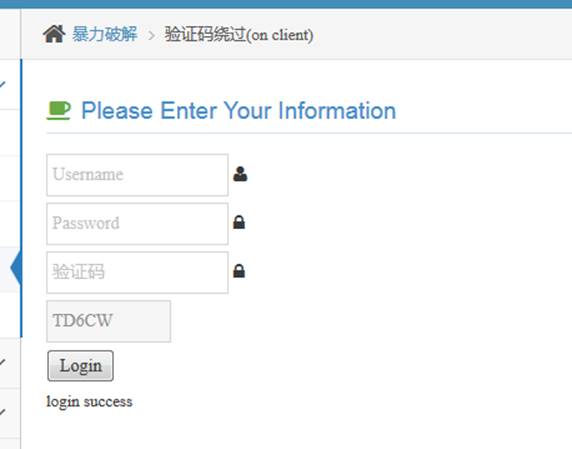 暴力破解 > 验证码绕过(on client)
Please Enter Your Information
Username
Password
验证码
TD6CW
Login
login success